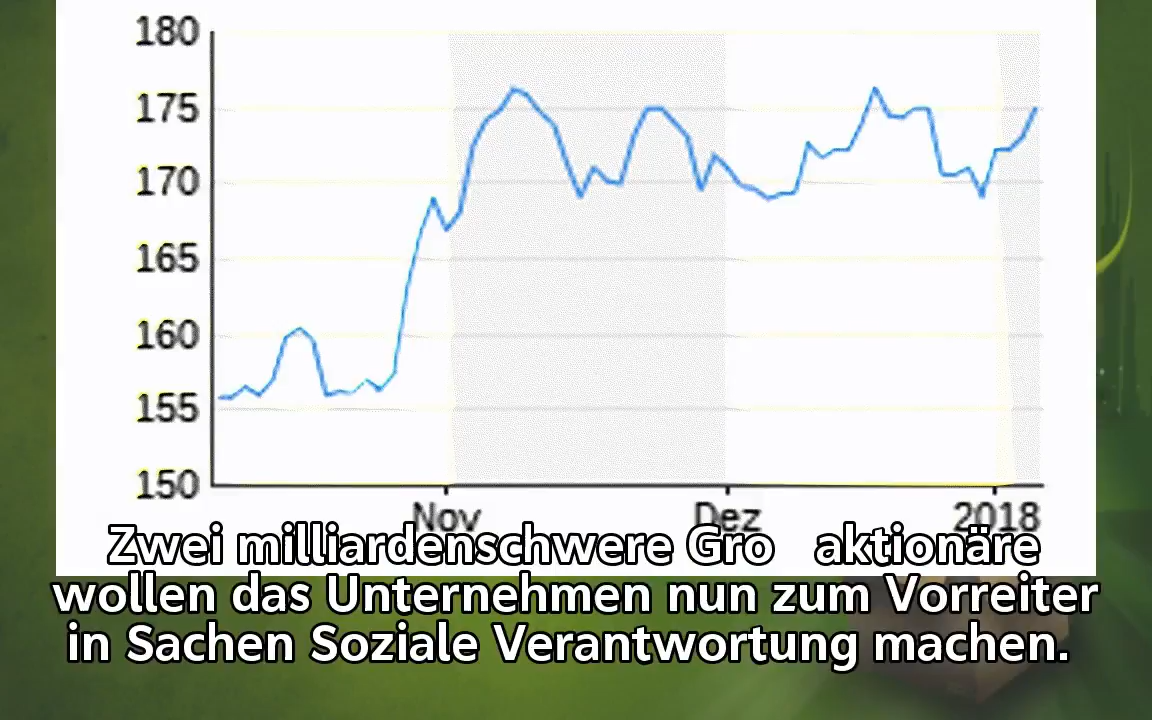 180
175
170
165
160
155
150
Nov Dez 2018
Zwei milliardenschwere Gro aktionäre
wollen das Unternehmen nun zum Vorreiter
in Sachen Soziale Verantwortung machen.